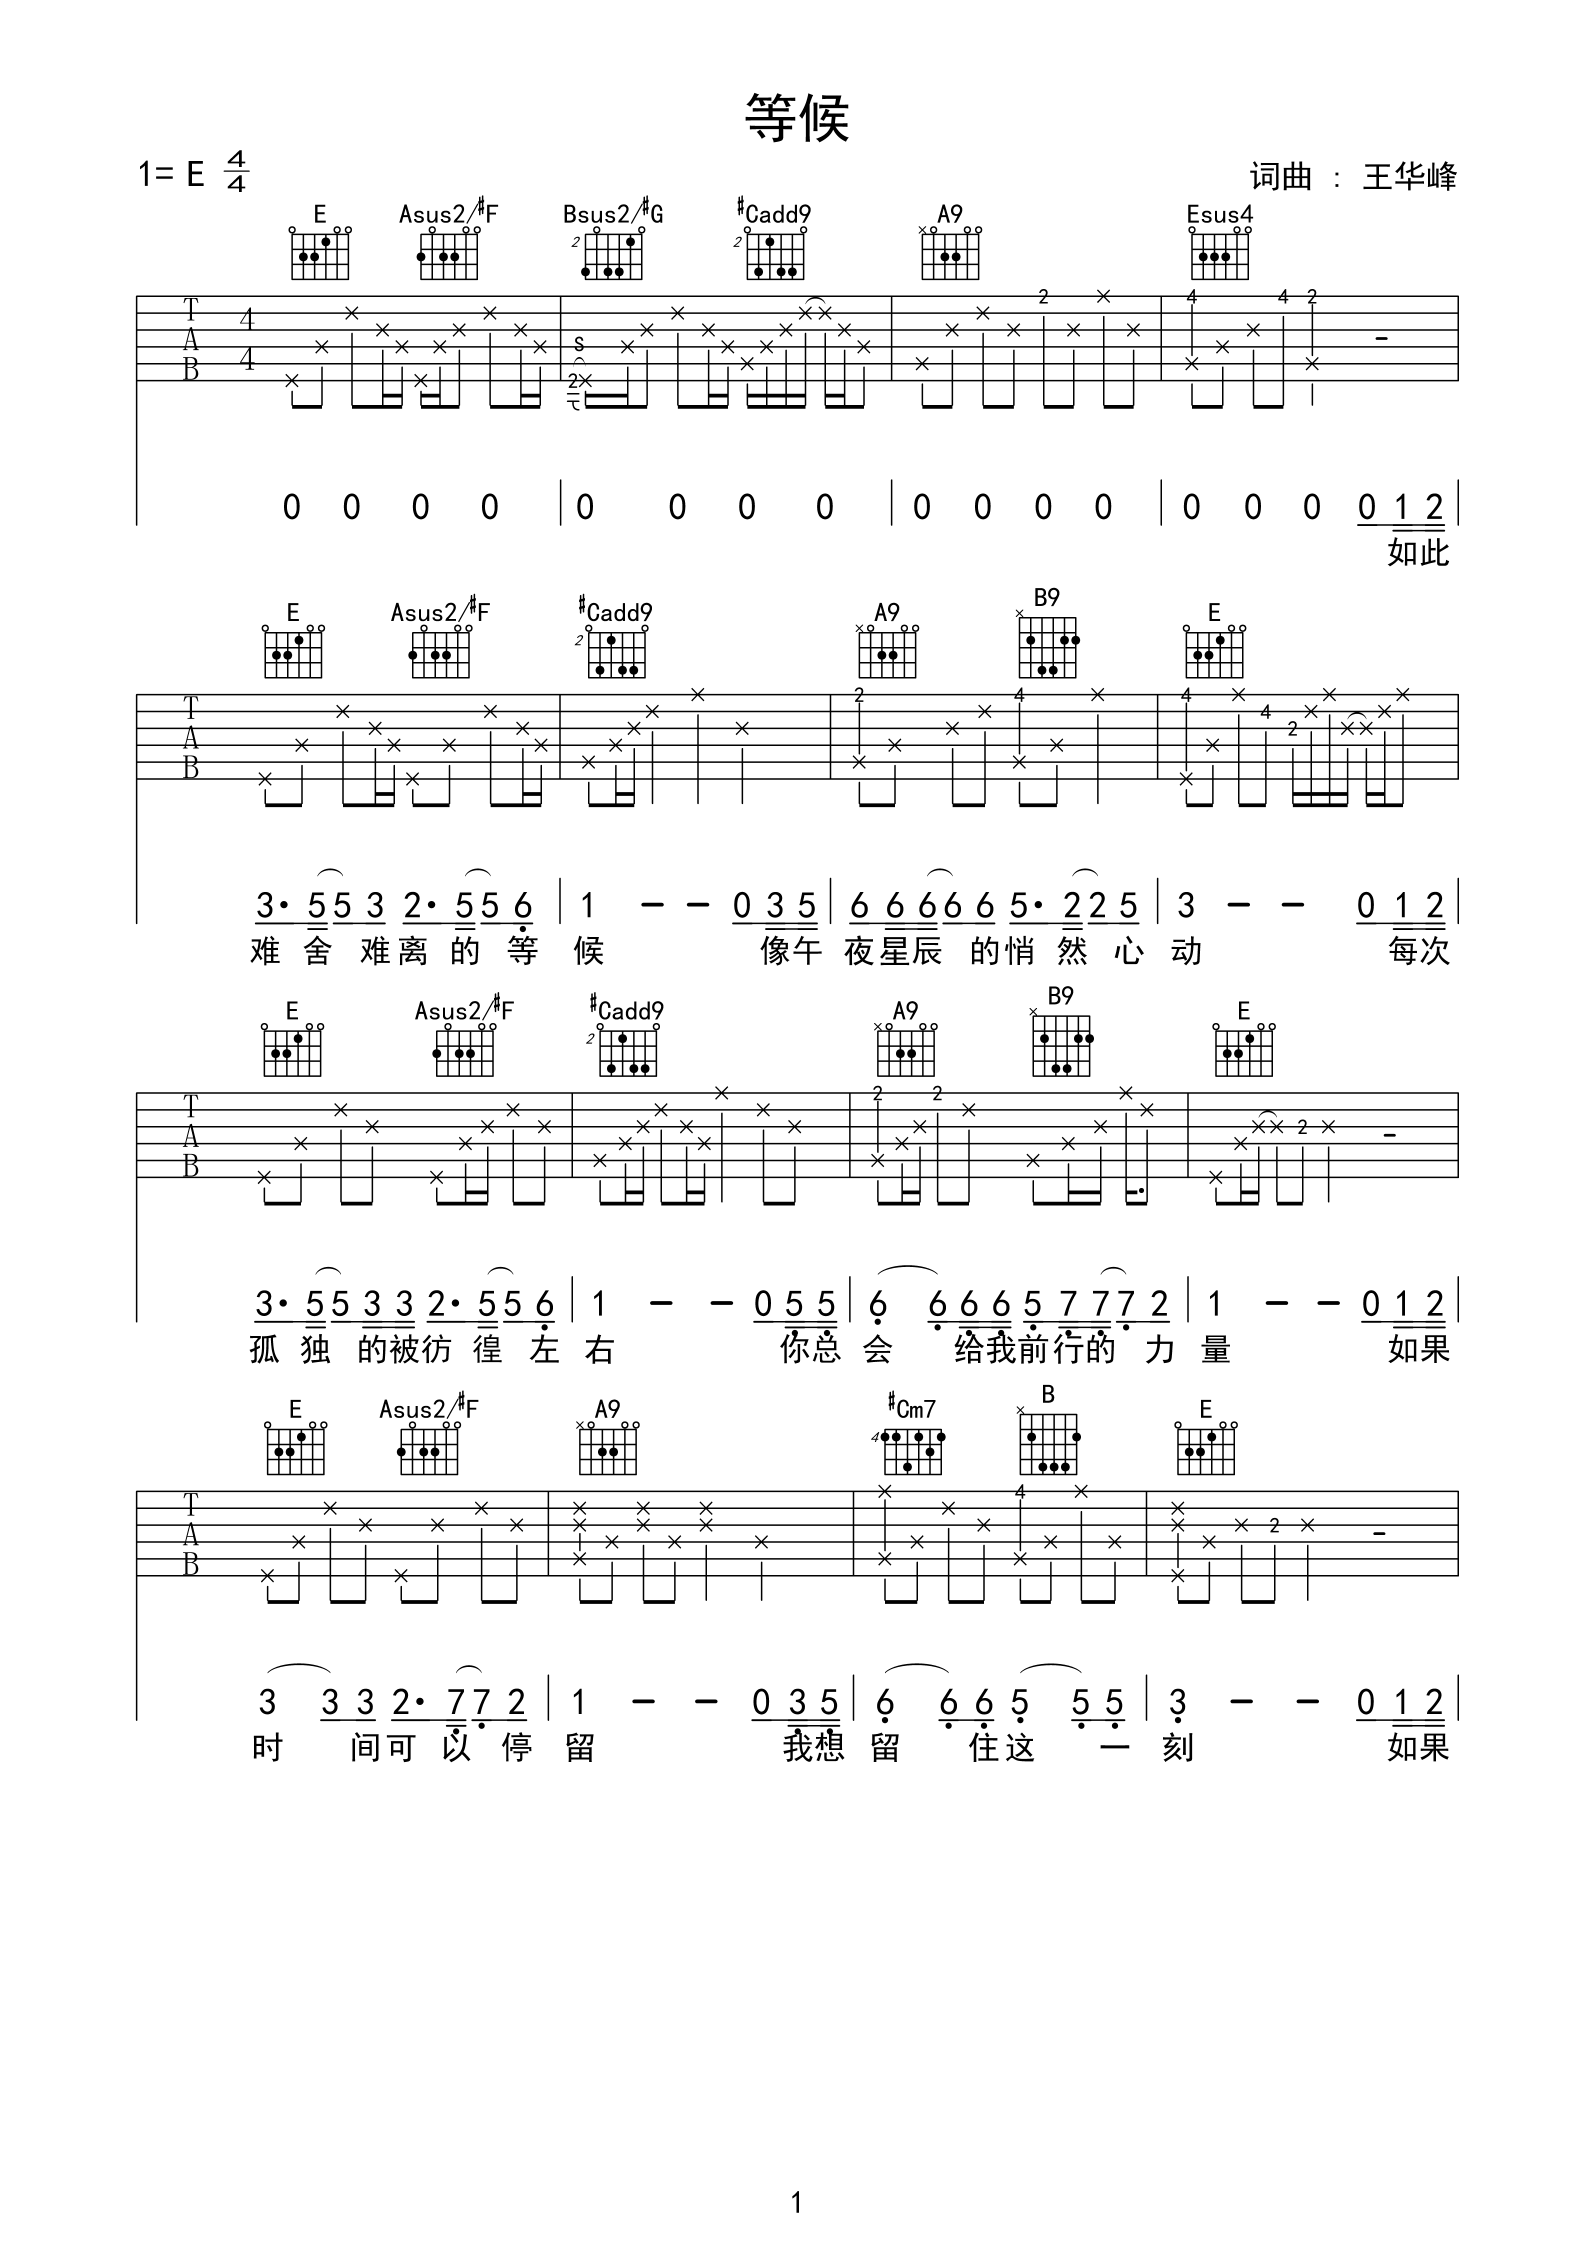 等候
1= E 4/4
词曲 : 王华峰
E Asus2/#F Bsus2/#G #Cadd9 A9 Esus4
2 2
T A B 4 4 2 S 2 4 4 2 -
0 0 0 0 0 0 0 0 0 0 0 0 0 0 0 0 1 2
如此
E Asus2/#F #Cadd9 A9 B9 E
2
T A B 2 4 4 4 2
3· 5 5 3 2· 5 5 6 1 - - 0 3 5 6 6 6 6 6 5· 2 2 5 3 - - 0 1 2
难舍难离的等候 像午夜星辰的悄然心动 每次
E Asus2/#F #Cadd9 A9 B9 E
2
T A B 2 2 2 -
3· 5 5 3 3 2· 5 5 6 1 - - 0 5 5 6 6 6 6 5 7 7 7 2 1 - - 0 1 2
孤独的被彷徨左右 你总会给我前行的力量 如果
E Asus2/#F A9 #Cm7 B E
4
T A B 4 2 -
3 3 3 2· 7 7 2 1 - - 0 3 5 6 6 6 5 5 5 3 - - 0 1 2
时间可以停留 我想留住这一刻 如果
1